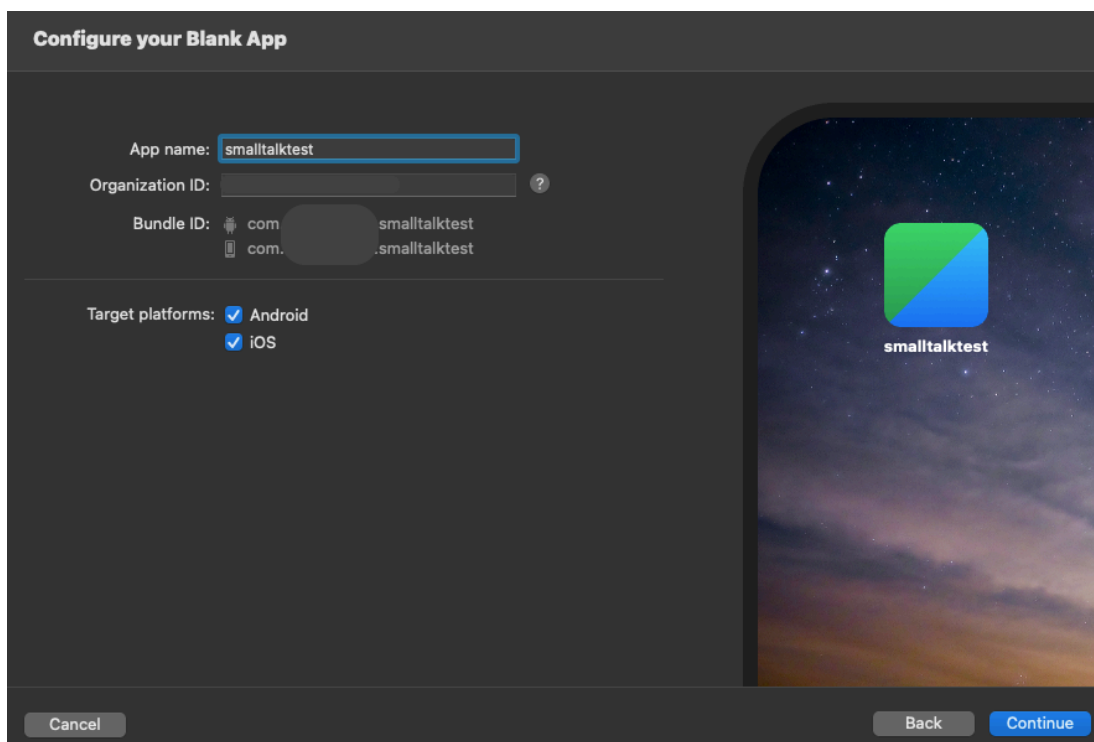 Configure your Blank App
App name: smalltalktest
Organization ID: ?
Bundle ID: com smalltalktest
com. .smalltalktest
Target platforms: Android
iOS
smalltalktest
Cancel Back Continue